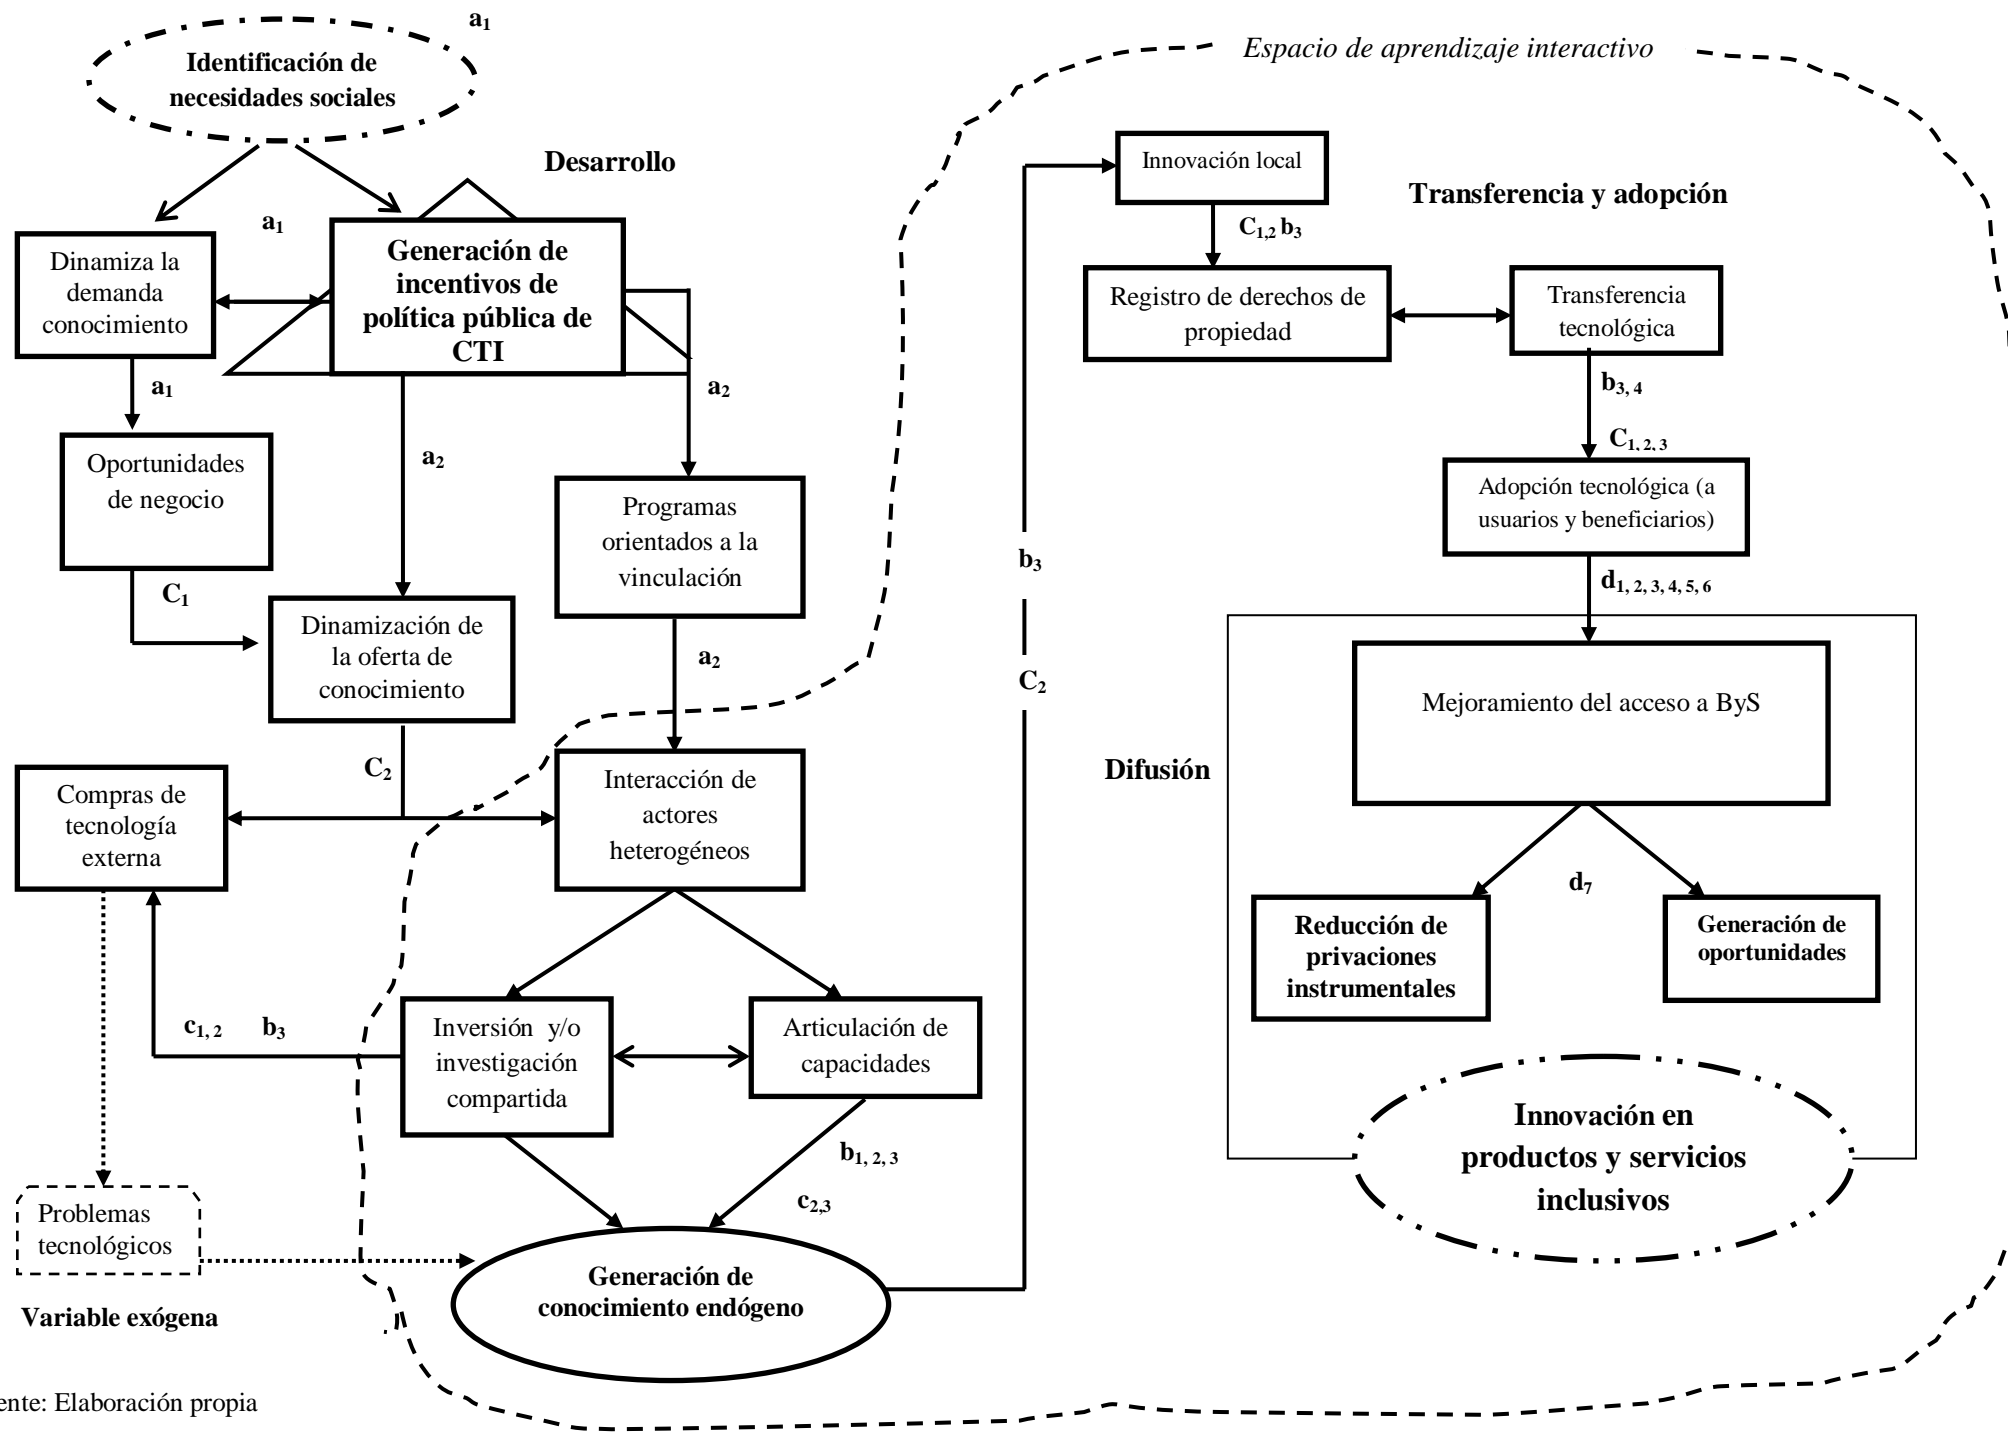 a1
Identificación de
necesidades sociales
Desarrollo
a1
Dinamiza la
demanda
conocimiento
Generación de
incentivos de
política pública de
CTI
a1
a2
a2
Oportunidades
de negocio
Programas
orientados a la
vinculación
C1
Dinamización de
la oferta de
conocimiento
a2
C2
Compras de
tecnología
externa
Interacción de
actores
heterogéneos
c1, 2
b3
Inversión y/o
investigación
compartida
Articulación de
capacidades
b1, 2, 3
c2,3
Problemas
tecnológicos
Generación de
conocimiento endógeno
Variable exógena
ente: Elaboración propia
Espacio de aprendizaje interactivo
Innovación local
Transferencia y adopción
C1,2 b3
Registro de derechos de
propiedad
Transferencia
tecnológica
b3, 4
C1, 2, 3
Adopción tecnológica (a
usuarios y beneficiarios)
b3
d1, 2, 3, 4, 5, 6
C2
Mejoramiento del acceso a ByS
Difusión
d7
Reducción de
privaciones
instrumentales
Generación de
oportunidades
Innovación en
productos y servicios
inclusivos